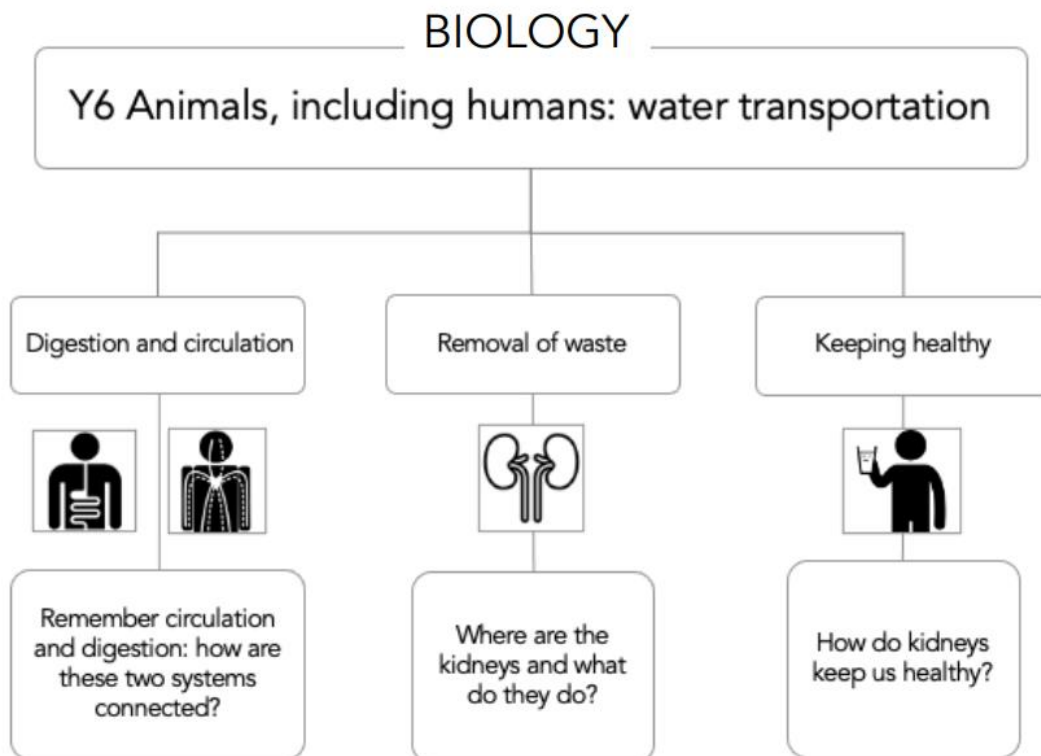 BIOLOGY
Y6 Animals, including humans: water transportation
Digestion and circulation
Removal of waste
Keeping healthy
Remember circulation
and digestion: how are
these two systems
connected?
Where are the
kidneys and what
do they do?
How do kidneys
keep us healthy?